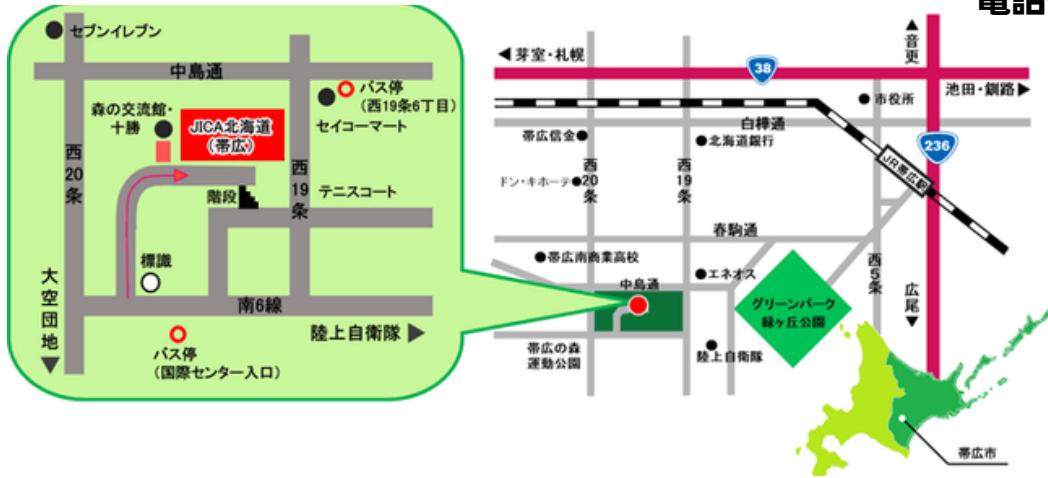 電話
セブンイレブン
中島通
バス停
(西19条6丁目)
森の交流館・
十勝
JICA北海道
(帯広)
セイコーマート
西20条
西19条
階段
テニスコート
標識
大空団地▼
南6線
陸上自衛隊 ▶
バス停
(国際センター入口)
◀芽室・札幌
38
▲音更
池田・釧路▶
市役所
白樺通
帯広信金
北海道銀行
236
JR帯広駅
ドン・キホーテ
西20条
西19条
春駒通
帯広南商業高校
中島通
エネオス
西5条
グリーンパーク
緑ヶ丘公園
広尾▼
帯広の森
運動公園
陸上自衛隊
帯広市